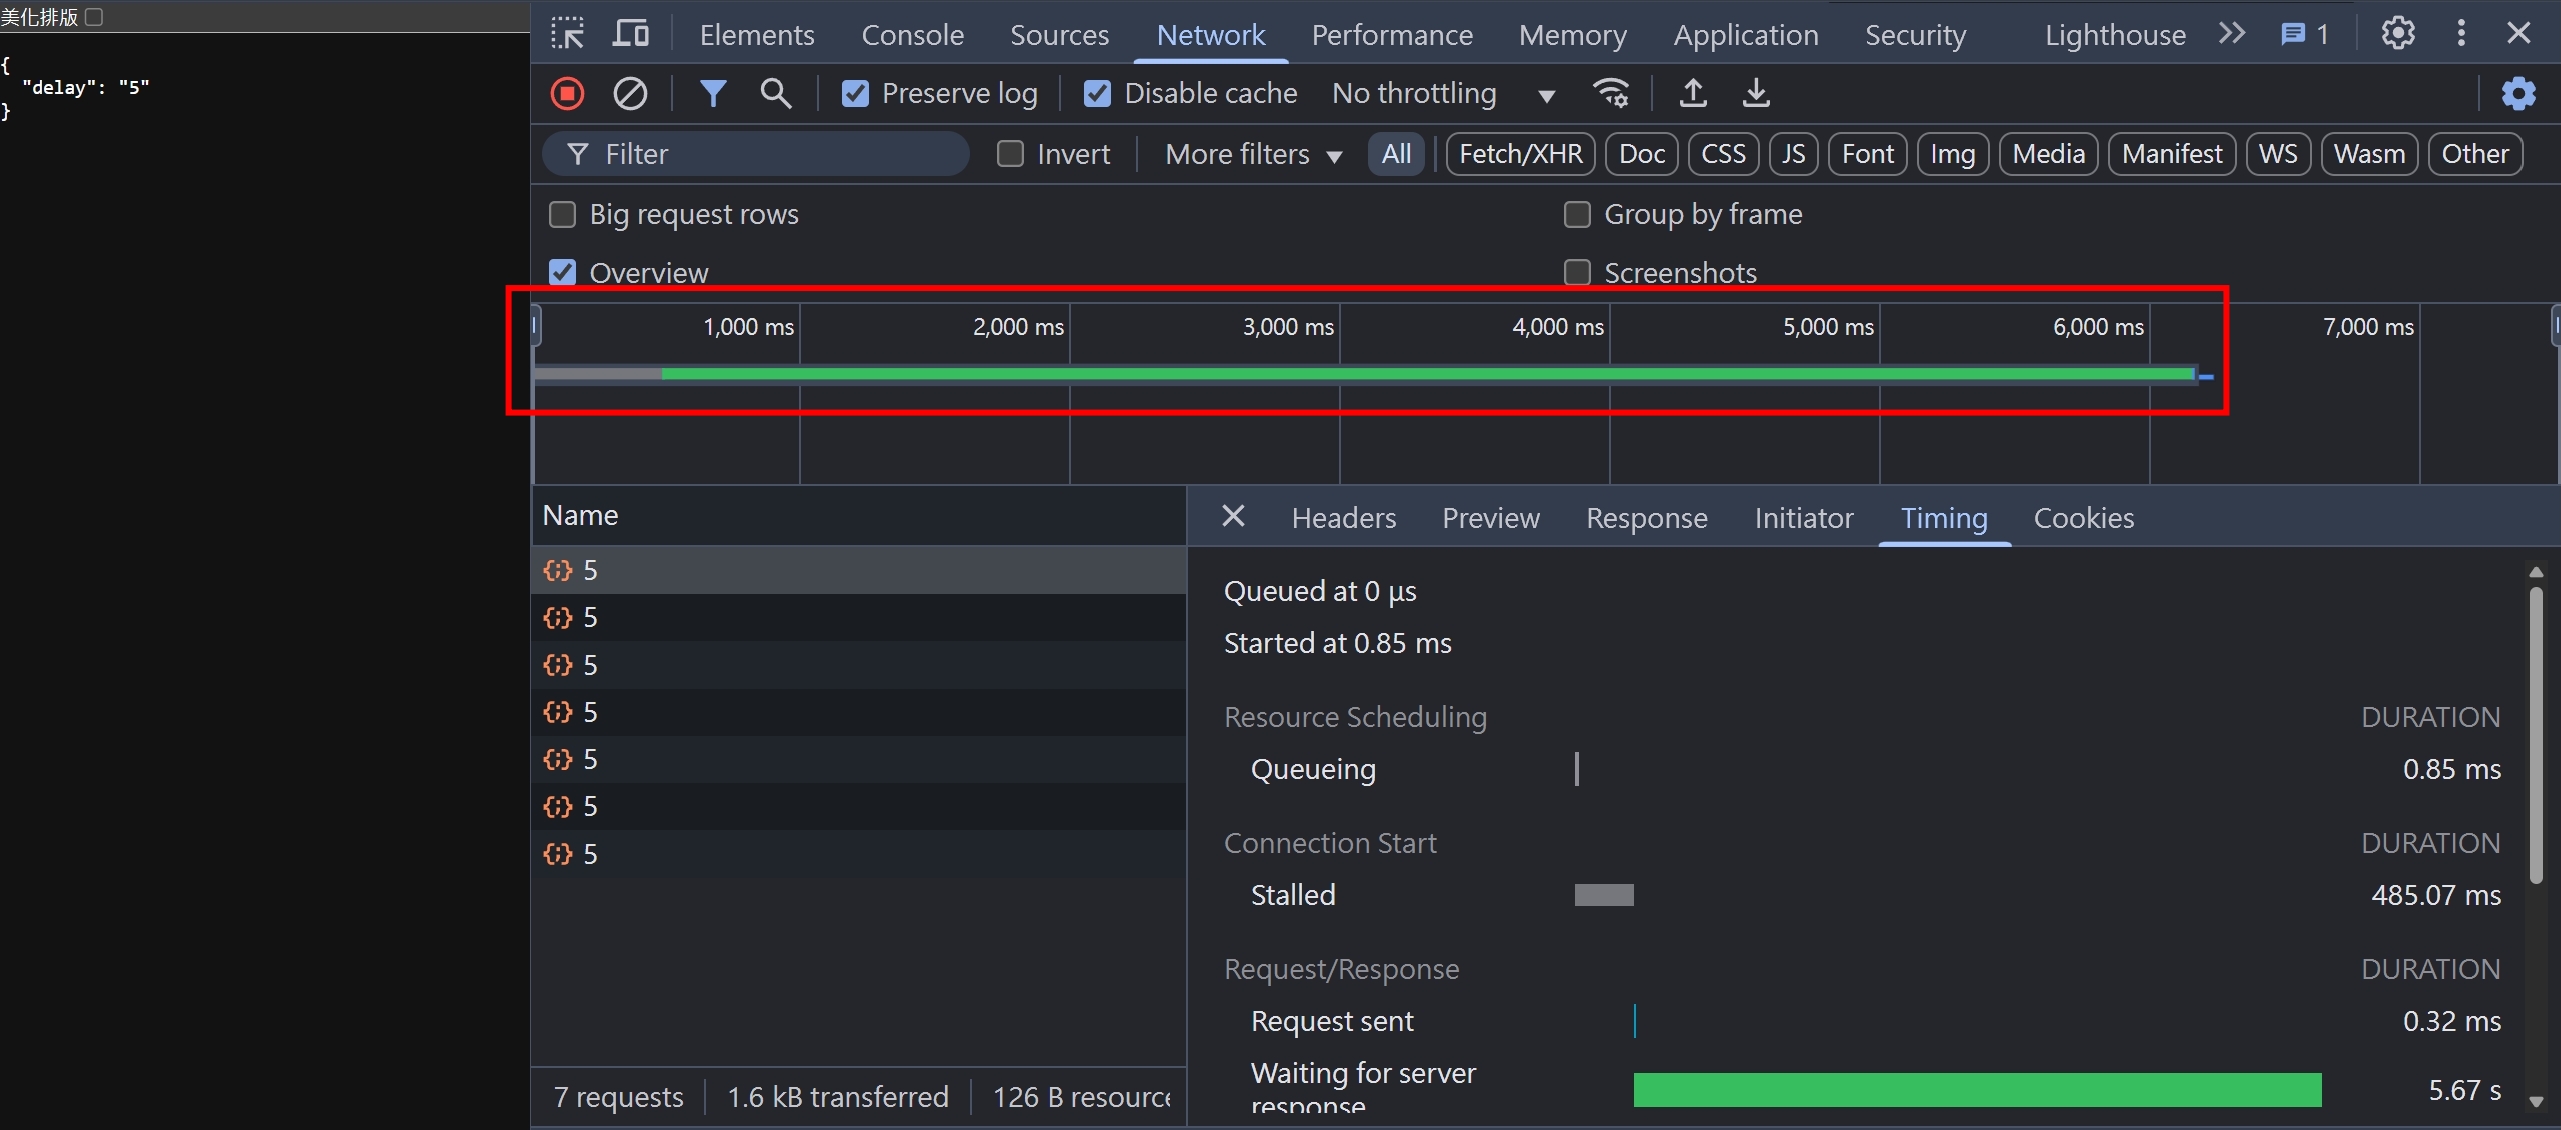 美化排版
{
"delay": "5"
}
Elements Console Sources Network Performance Memory Application Security Lighthouse 1
Preserve log Disable cache No throttling
Filter Invert More filters All Fetch/XHR Doc CSS JS Font Img Media Manifest WS Wasm Other
Big request rows Group by frame
Overview Screenshots
1,000 ms 2,000 ms 3,000 ms 4,000 ms 5,000 ms 6,000 ms 7,000 ms
Name
{;} 5
{;} 5
{;} 5
{;} 5
{;} 5
{;} 5
{;} 5
7 requests 1.6 kB transferred 126 B resource
Headers Preview Response Initiator Timing Cookies
Queued at 0 μs
Started at 0.85 ms
Resource Scheduling DURATION
Queueing 0.85 ms
Connection Start DURATION
Stalled 485.07 ms
Request/Response DURATION
Request sent 0.32 ms
Waiting for server
response 5.67 s